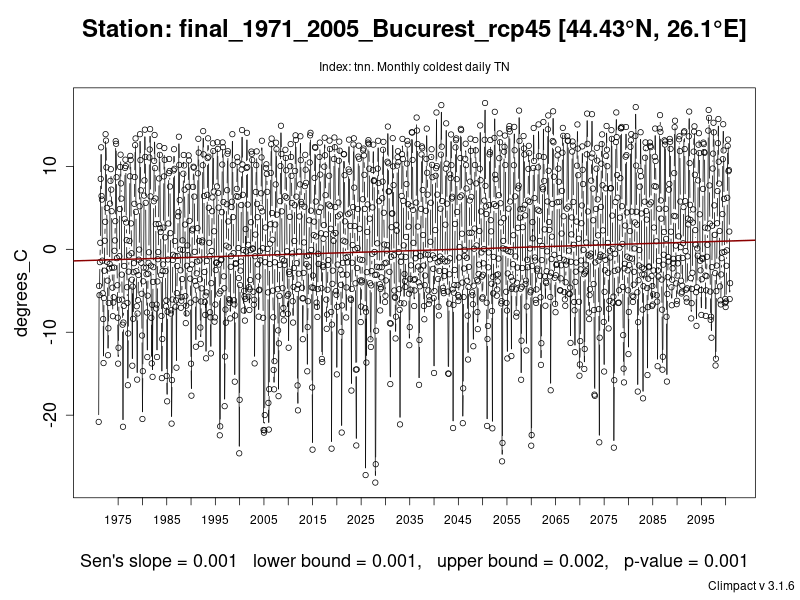 Station: final_1971_2005_Bucurest_rcp45 [44.43°N, 26.1°E]
Index: tnn. Monthly coldest daily TN
degrees_C
10
0
-10
-20
1975 1985 1995 2005 2015 2025 2035 2045 2055 2065 2075 2085 2095
Sen's slope = 0.001 lower bound = 0.001, upper bound = 0.002, p-value = 0.001
Climpact v 3.1.6